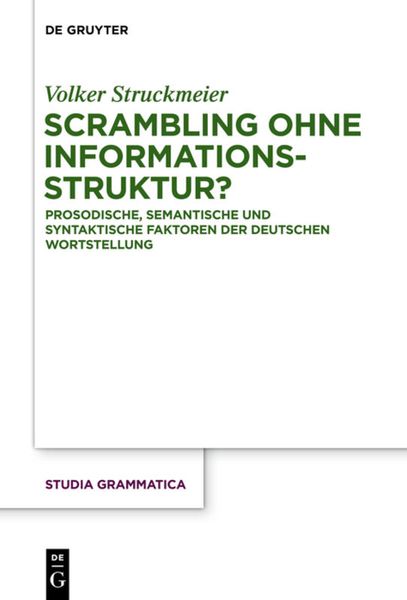 DE GRUYTER
Volker Struckmeier
SCRAMBLING OHNE
INFORMATIONS-
STRUKTUR?
PROSODISCHE, SEMANTISCHE UND
SYNTAKTISCHE FAKTOREN DER DEUTSCHEN
WORTSTELLUNG
STUDIA GRAMMATICA
DE
G